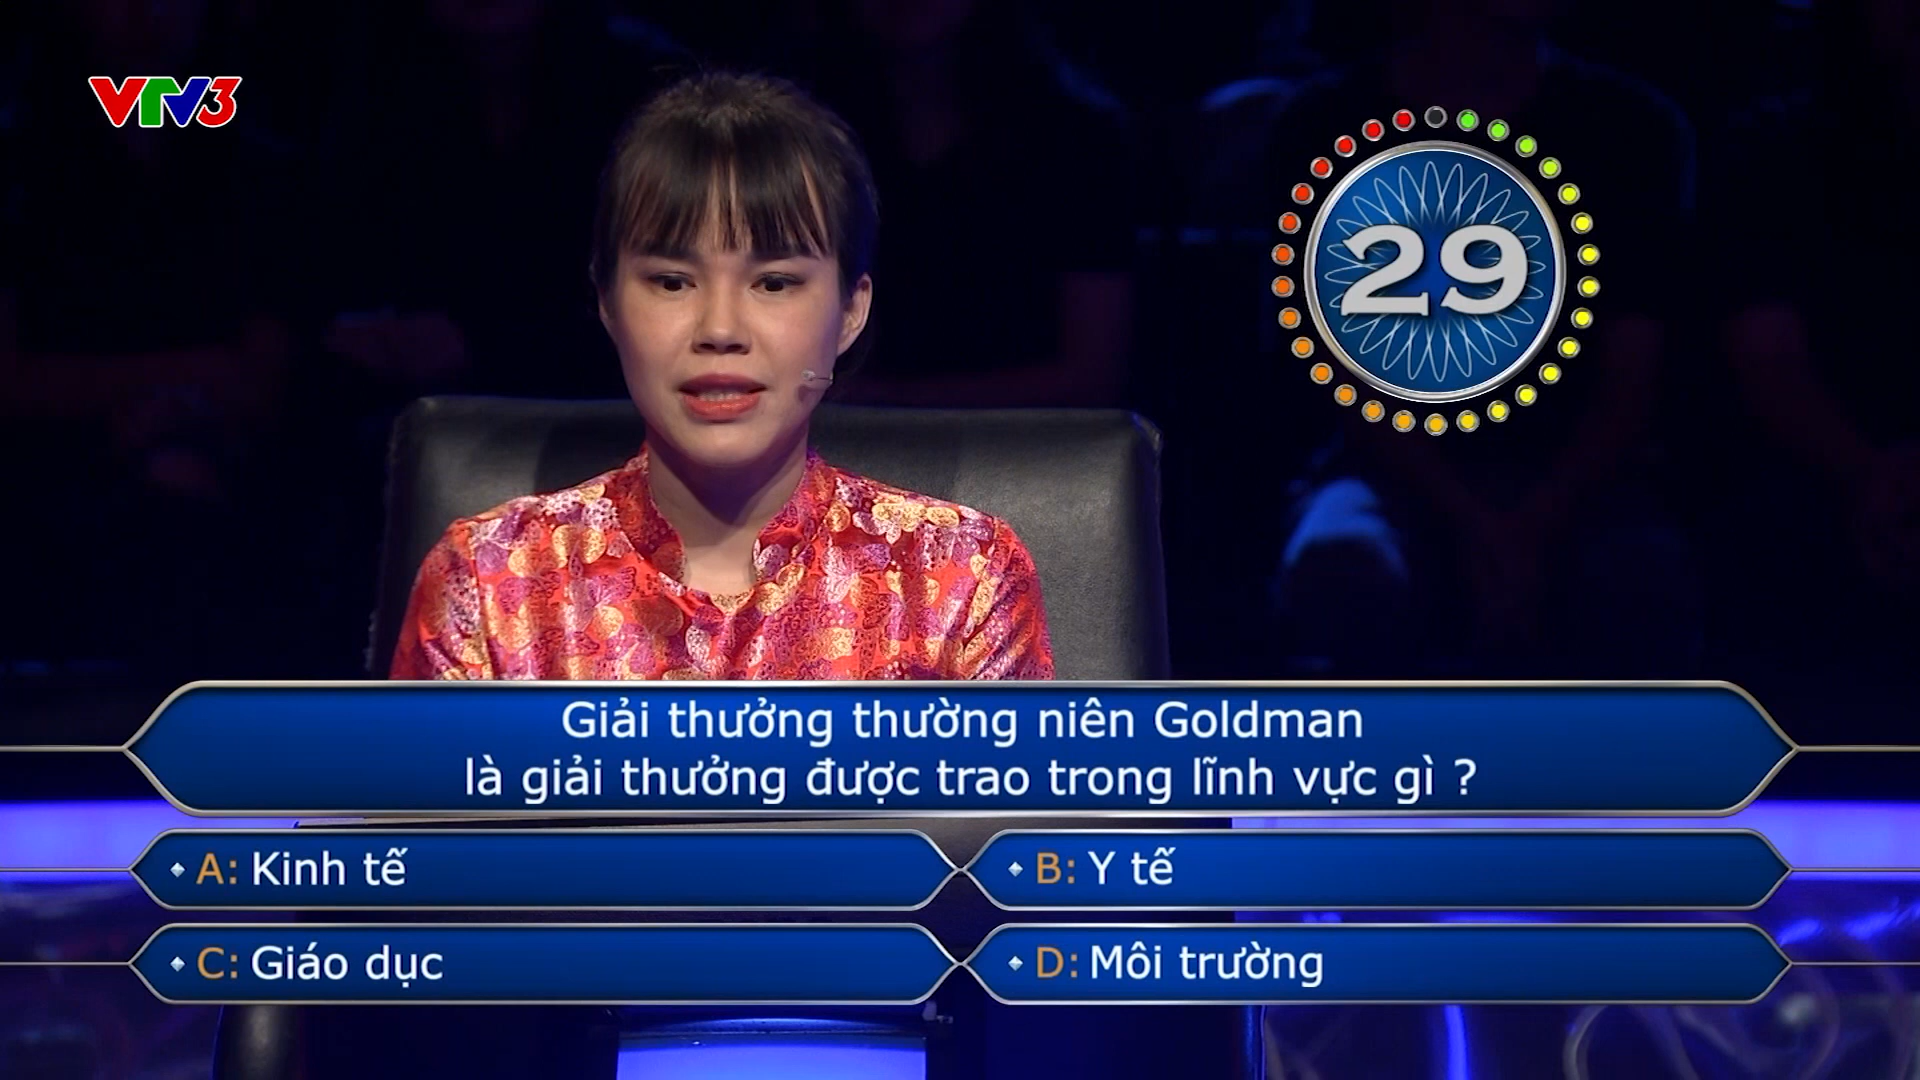 VTV3
29
Giải thưởng thường niên Goldman
là giải thưởng được trao trong lĩnh vực gì ?
A: Kinh tế
B: Y tế
C: Giáo dục
D: Môi trường